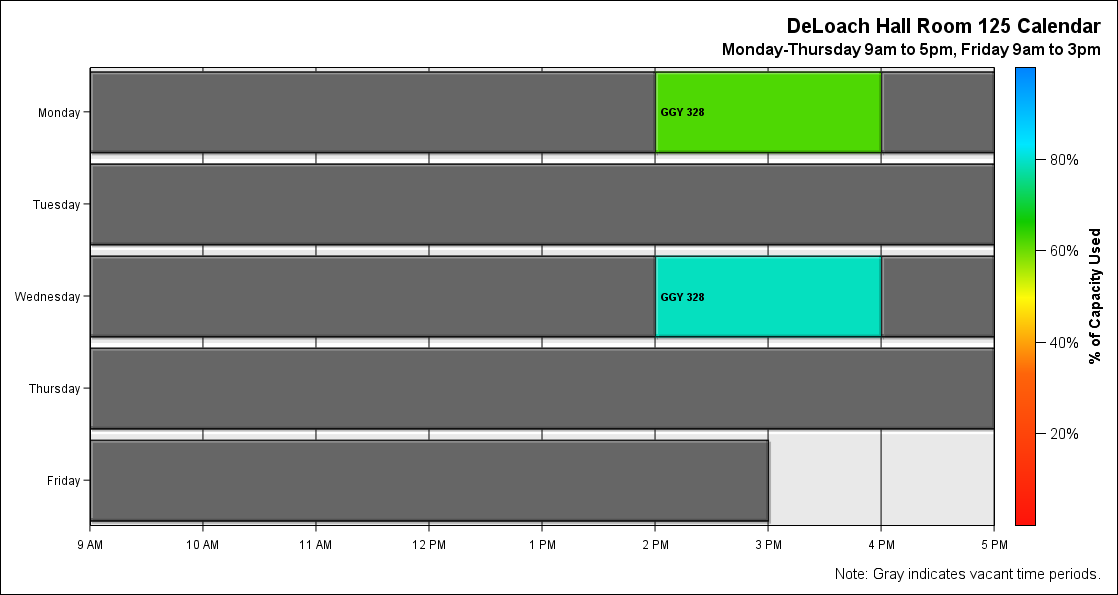 DeLoach Hall Room 125 Calendar
Monday-Thursday 9am to 5pm, Friday 9am to 3pm
Monday
GGY 328
Tuesday
Wednesday
GGY 328
Thursday
Friday
9 AM 10 AM 11 AM 12 PM 1 PM 2 PM 3 PM 4 PM 5 PM
80%
60%
40%
20%
% of Capacity Used
Note: Gray indicates vacant time periods.